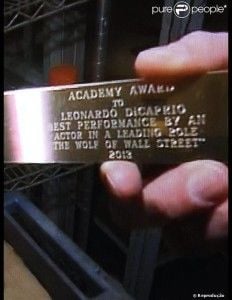 pure people
ACADEMY AWARD
TO
LEONARDO DICAPRIO
"BEST PERFORMANCE BY AN
ACTOR IN A LEADING ROLE
"THE WOLF OF WALL STREET"
2013
© Reprodução